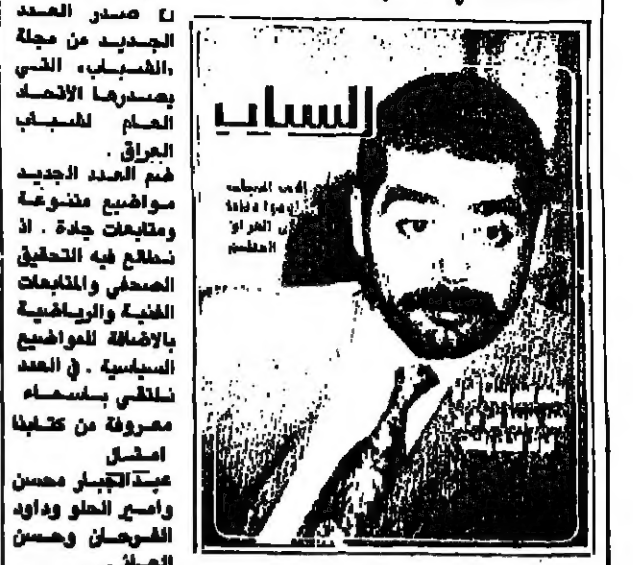 صدر العدد
الجديد من مجلة
«الشباب» التي
يصدرها الاتحاد
العام لشباب
العراق .
ضم العدد الجديد
مواضيع متنوعة
ومتابعات جادة . اذ
نطالع فيه التحقيق
الصحفي والمتابعات
الفنية والرياضية
بالاضافة للمواضيع
السياسية . في العدد
نلتقي باسماء
معروفة من كتابنا
امثال
عبدالجبار محسن
وامير الحلو وداود
الفرحان وحسن
الشباب